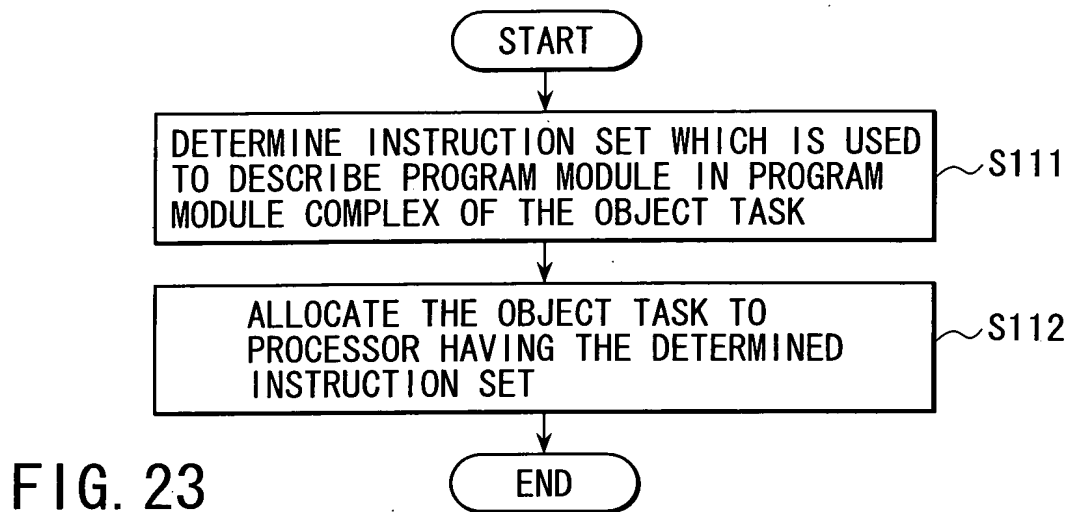 START
DETERMINE INSTRUCTION SET WHICH IS USED
TO DESCRIBE PROGRAM MODULE IN PROGRAM
MODULE COMPLEX OF THE OBJECT TASK
S111
ALLOCATE THE OBJECT TASK TO
PROCESSOR HAVING THE DETERMINED
INSTRUCTION SET
S112
END
FIG. 23